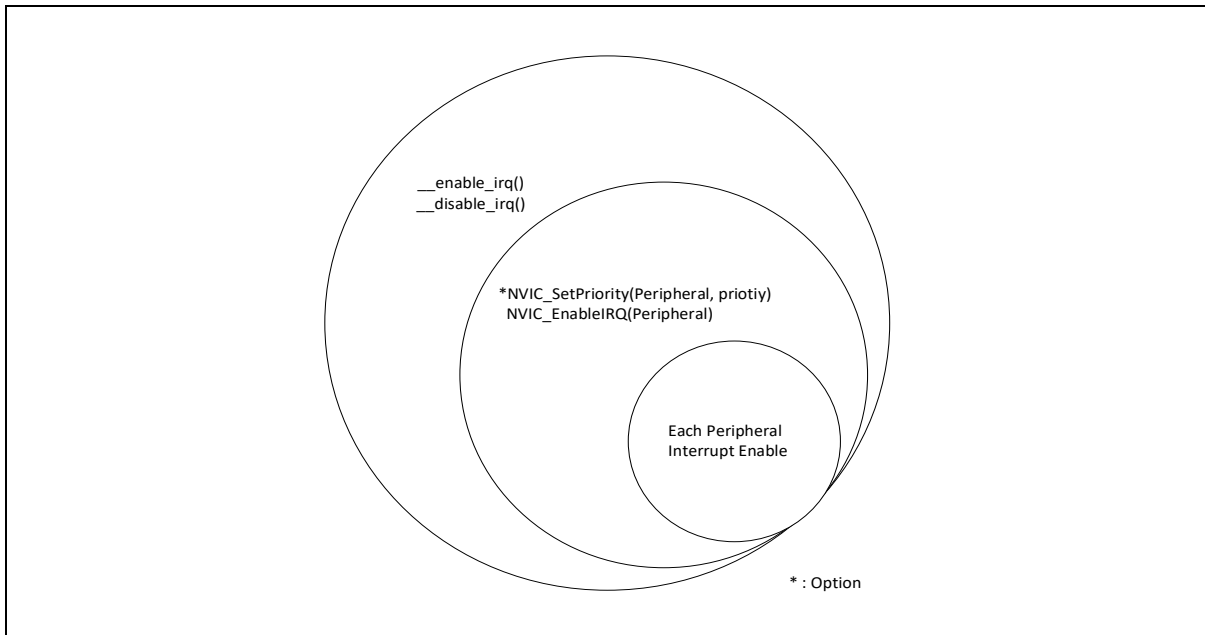 __enable_irq()
__disable_irq()
*NVIC_SetPriority(Peripheral, priotiy)
NVIC_EnableIRQ(Peripheral)
Each Peripheral
Interrupt Enable
* : Option